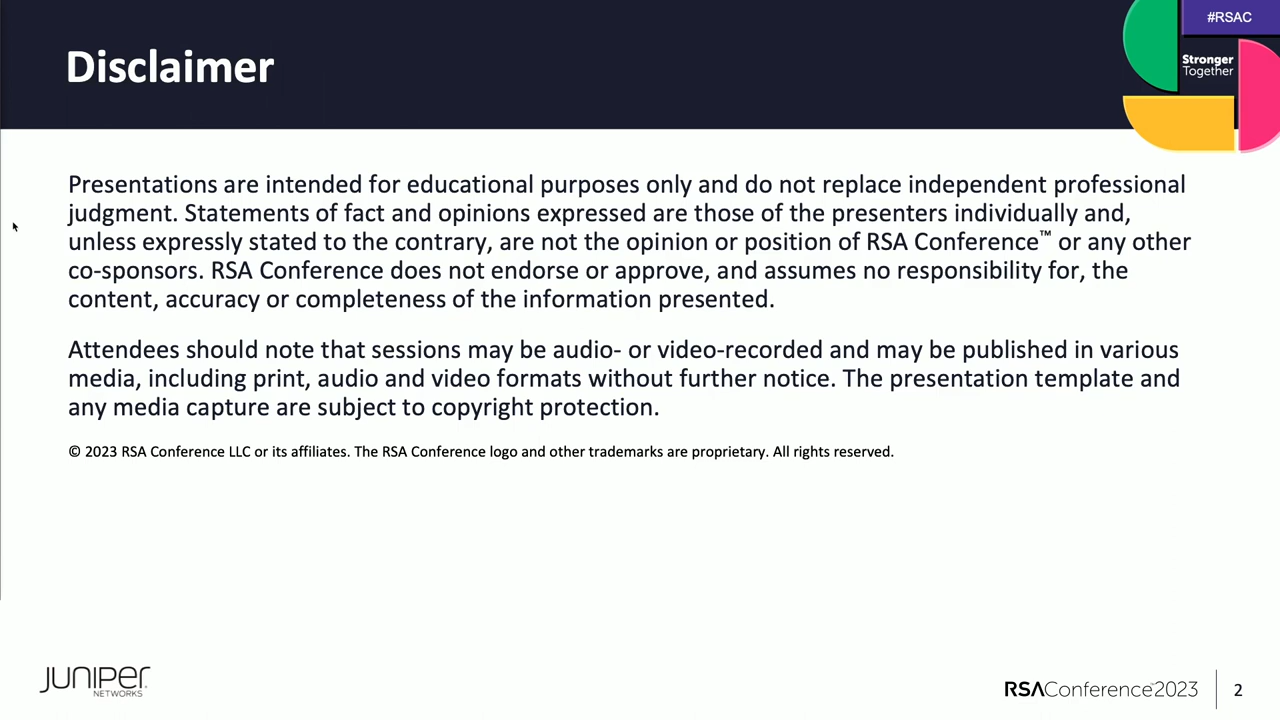 #RSAC
Disclaimer
Stronger
Together
Presentations are intended for educational purposes only and do not replace independent professional
judgment. Statements of fact and opinions expressed are those of the presenters individually and,
unless expressly stated to the contrary, are not the opinion or position of RSA Conference™ or any other
co-sponsors. RSA Conference does not endorse or approve, and assumes no responsibility for, the
content, accuracy or completeness of the information presented.
Attendees should note that sessions may be audio- or video-recorded and may be published in various
media, including print, audio and video formats without further notice. The presentation template and
any media capture are subject to copyright protection.
© 2023 RSA Conference LLC or its affiliates. The RSA Conference logo and other trademarks are proprietary. All rights reserved.
JUNIPER
NETWORKS
RSAConference™2023
2